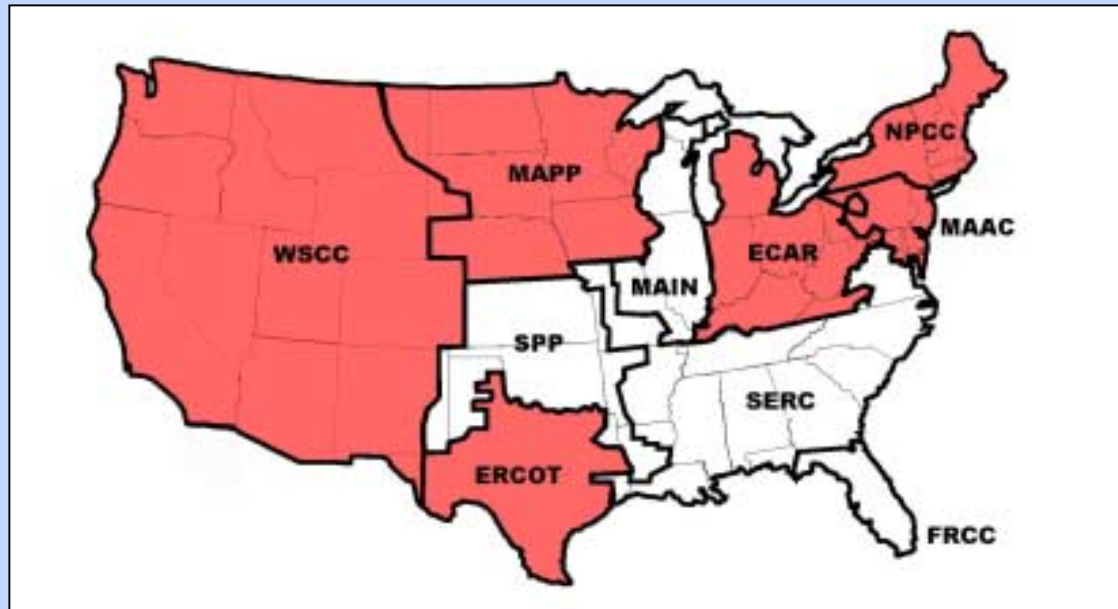 NPCC
MAPP
MAAC
WSCC
ECAR
MAIN
SPP
SERC
ERCOT
FRCC